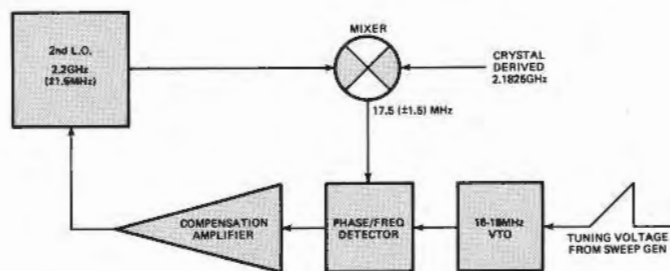 MIXER
2nd L.O.
2.2GHz
(±1.5MHz)
CRYSTAL
DERIVED
2.1825GHz
17.5 (±1.5) MHz
COMPENSATION
AMPLIFIER
PHASE/FREQ
DETECTOR
16-19MHz
VTO
TUNING VOLTAGE
FROM SWEEP GEN